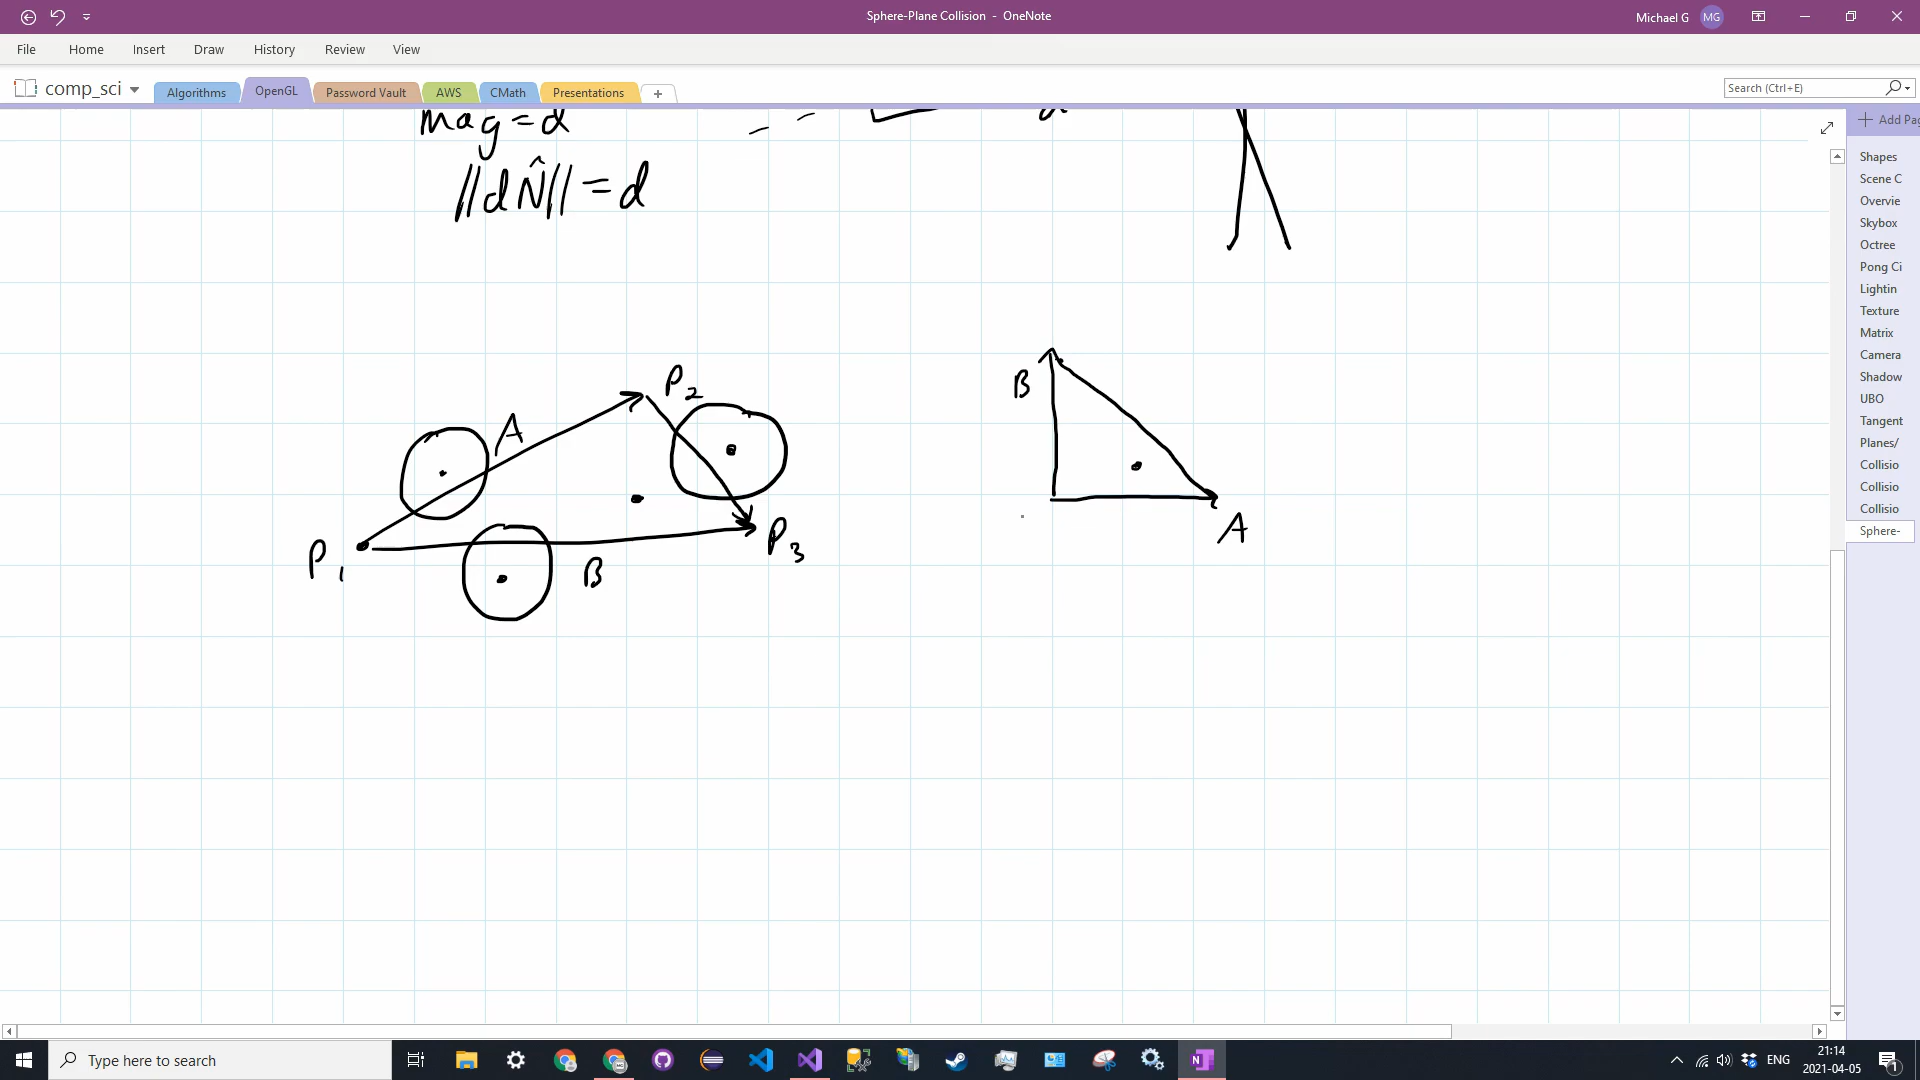 Sphere-Plane Collision - OneNote
Michael G
MG
File Home Insert Draw History Review View
comp_sci
Algorithms OpenGL Password Vault AWS CMath Presentations +
Search (Ctrl+E)
Add Pag
Shapes
Scene C
Overvie
Skybox
Octree
Pong Ci
Lightin
Texture
Matrix
Camera
Shadow
UBO
Tangent
Planes/
Collisio
Collisio
Collisio
Sphere-
mag = d
||dN̂|| = d
P₂
A
P₁
B
P₃
B
A
Type here to search
ENG
21:14
2021-04-05
1